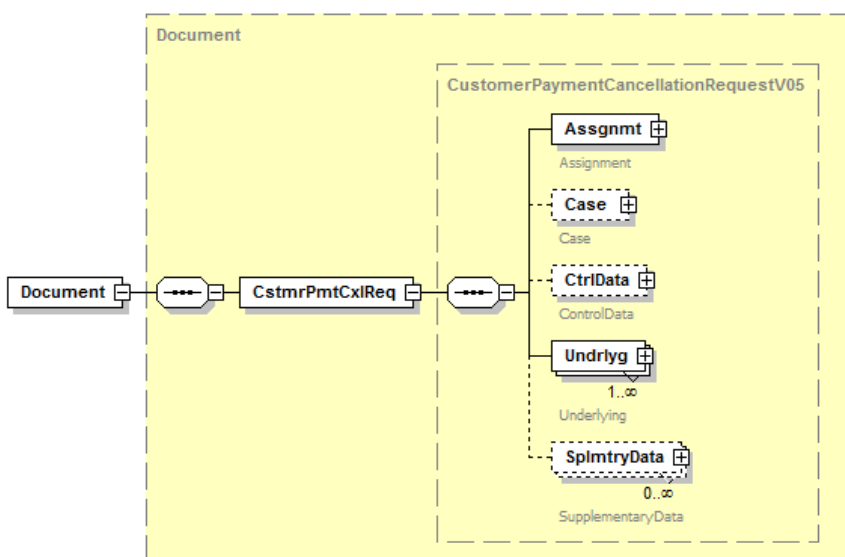 Document
CustomerPaymentCancellationRequestV05
Assgnmt
Assignment
Case
Case
Document
CstmrPmtCxlReq
CtrlData
ControlData
Undrlyg
1..∞
Underlying
SplmtryData
0..∞
SupplementaryData